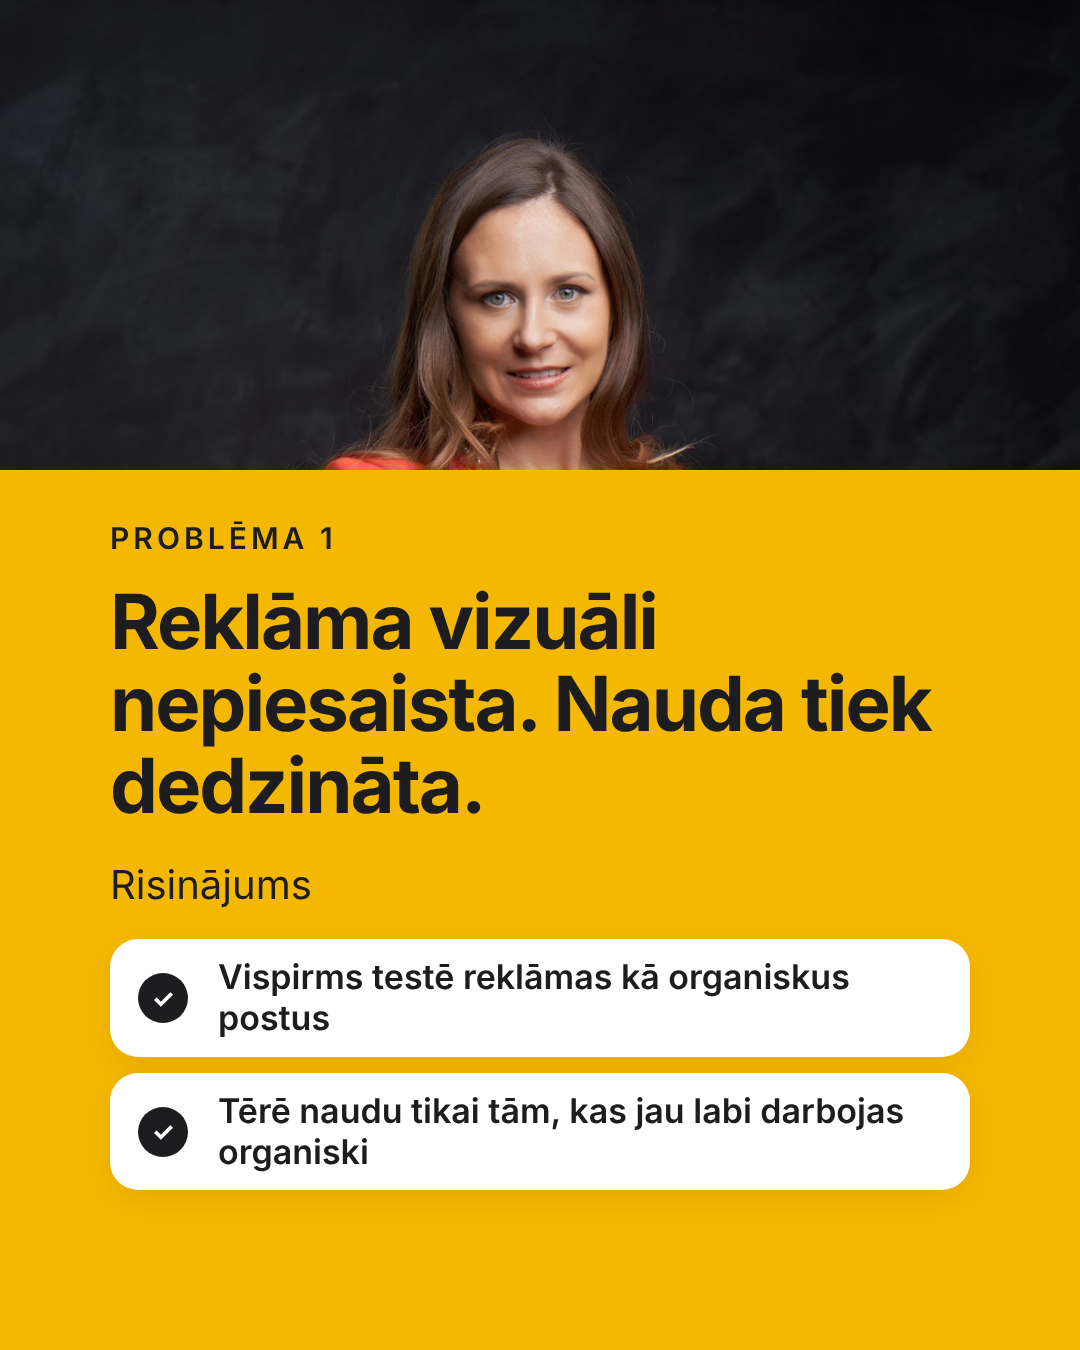 PROBLĒMA 1
Reklāma vizuāli
nepiesaista. Nauda tiek
dedzināta.
Risinājums
Vispirms testē reklāmas kā organiskus
postus
Tērē naudu tikai tām, kas jau labi darbojas
organiski